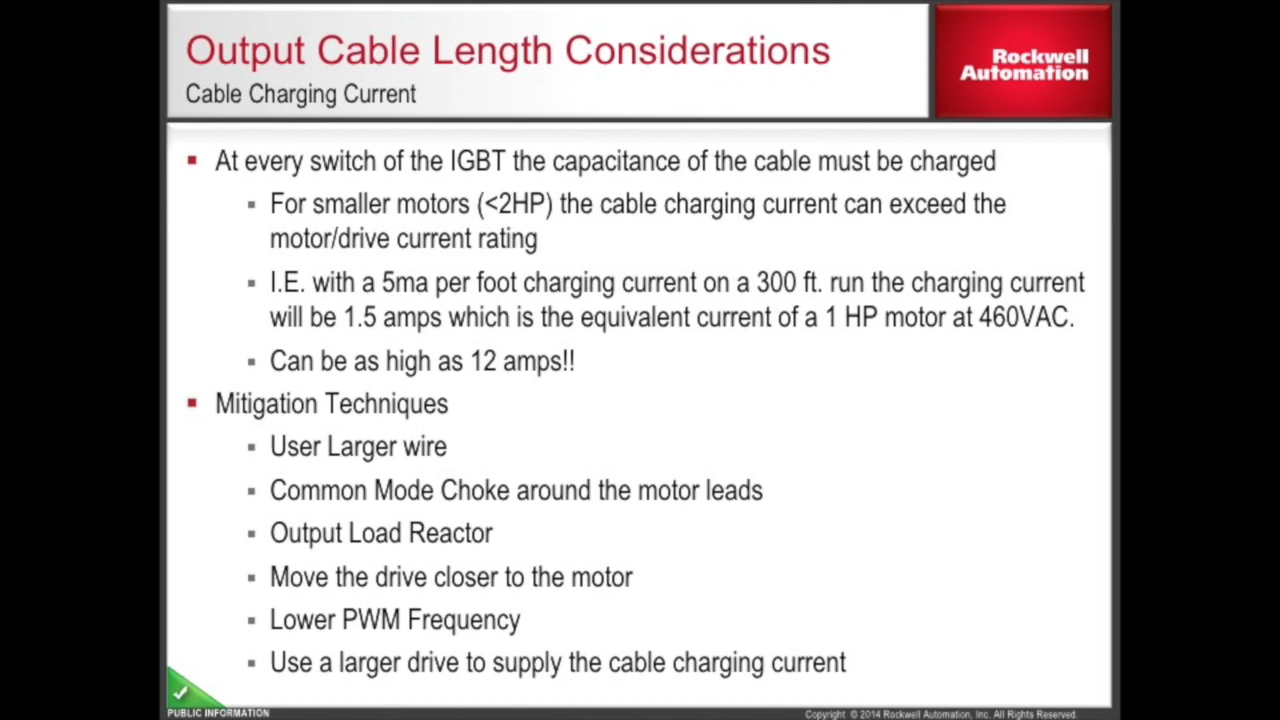 Output Cable Length Considerations
Cable Charging Current
Rockwell
Automation
At every switch of the IGBT the capacitance of the cable must be charged
For smaller motors (<2HP) the cable charging current can exceed the
motor/drive current rating
I.E. with a 5ma per foot charging current on a 300 ft. run the charging current
will be 1.5 amps which is the equivalent current of a 1 HP motor at 460VAC.
Can be as high as 12 amps!!
Mitigation Techniques
User Larger wire
Common Mode Choke around the motor leads
Output Load Reactor
Move the drive closer to the motor
Lower PWM Frequency
Use a larger drive to supply the cable charging current
PUBLIC INFORMATION
Copyright © 2014 Rockwell Automation, Inc. All Rights Reserved.